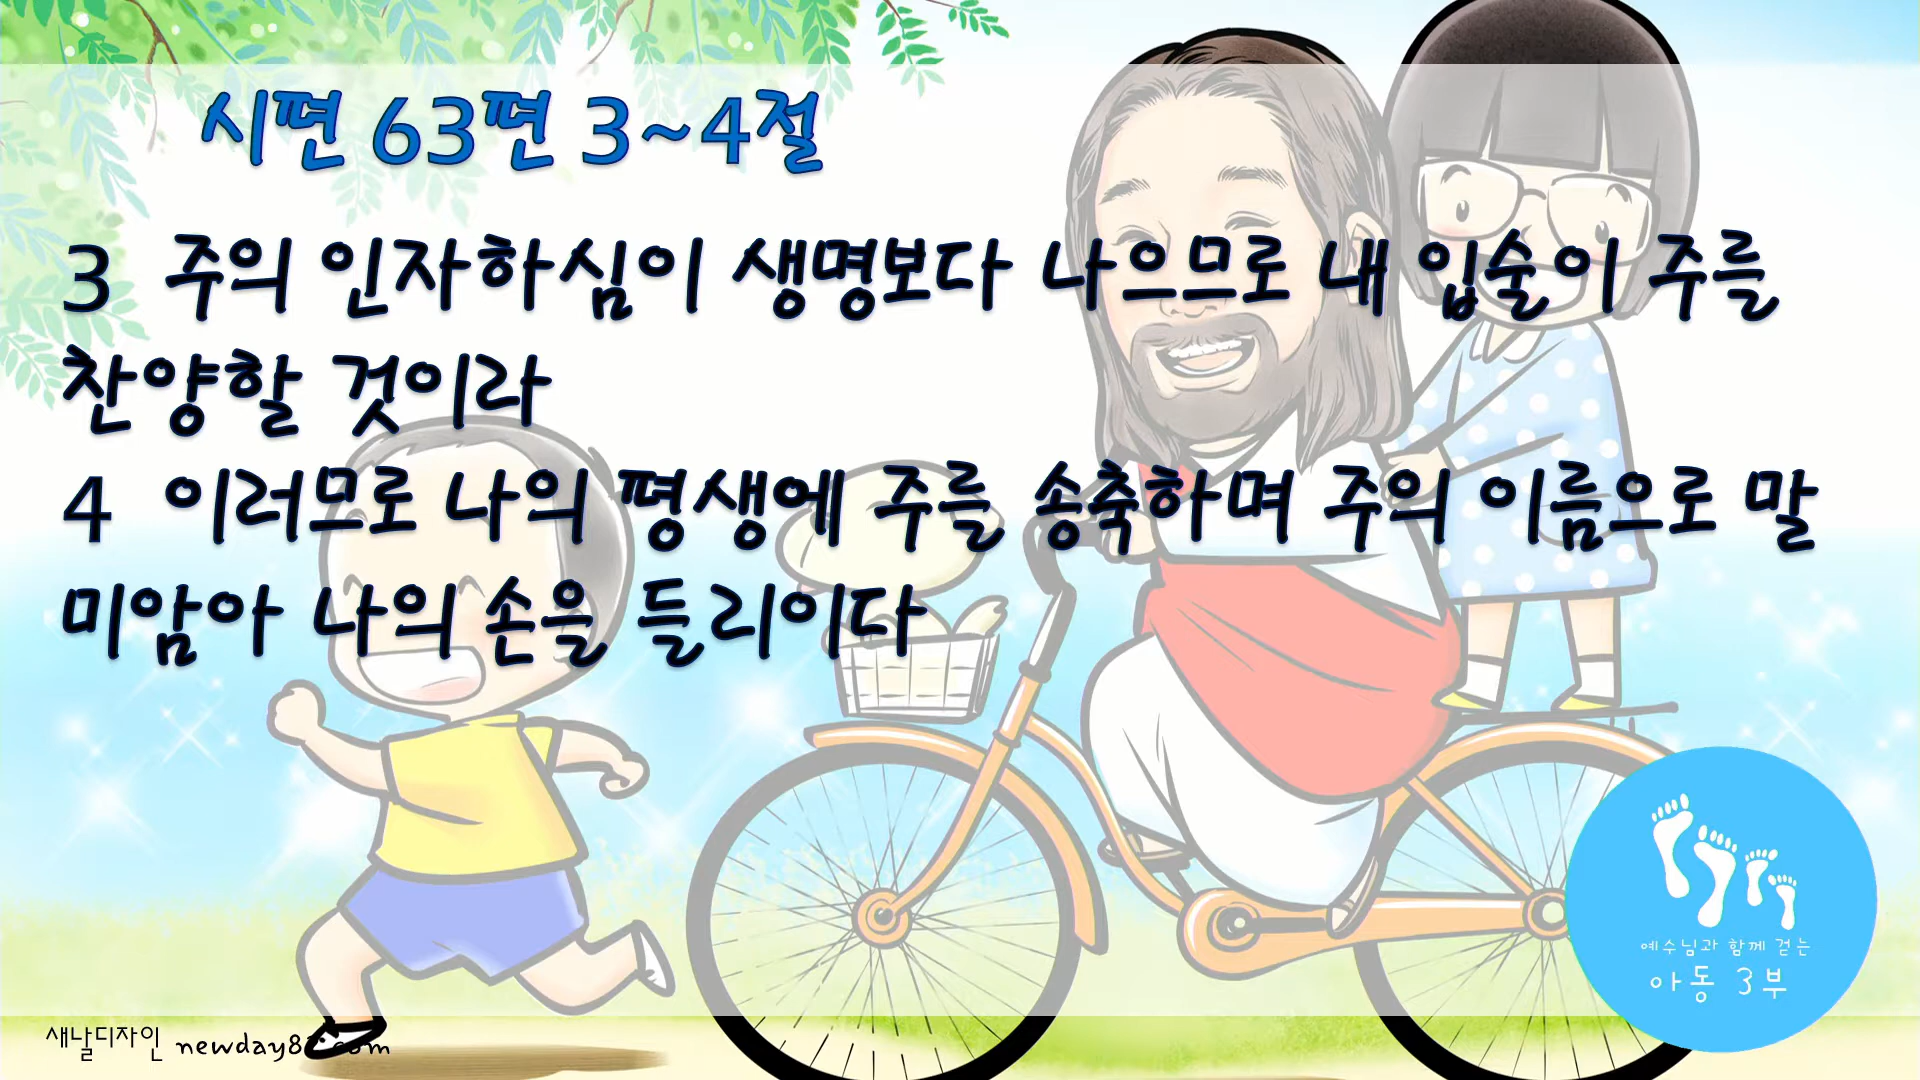 시편 63편 3~4절
3 주의 인자하심이 생명보다 나으므로 내 입술이 주를
찬양할 것이라
4 이러므로 나의 평생에 주를 송축하며 주의 이름으로 말
미암아 나의 손을 들리이다
예수님과 함께 걷는
아동 3부
새날디자인